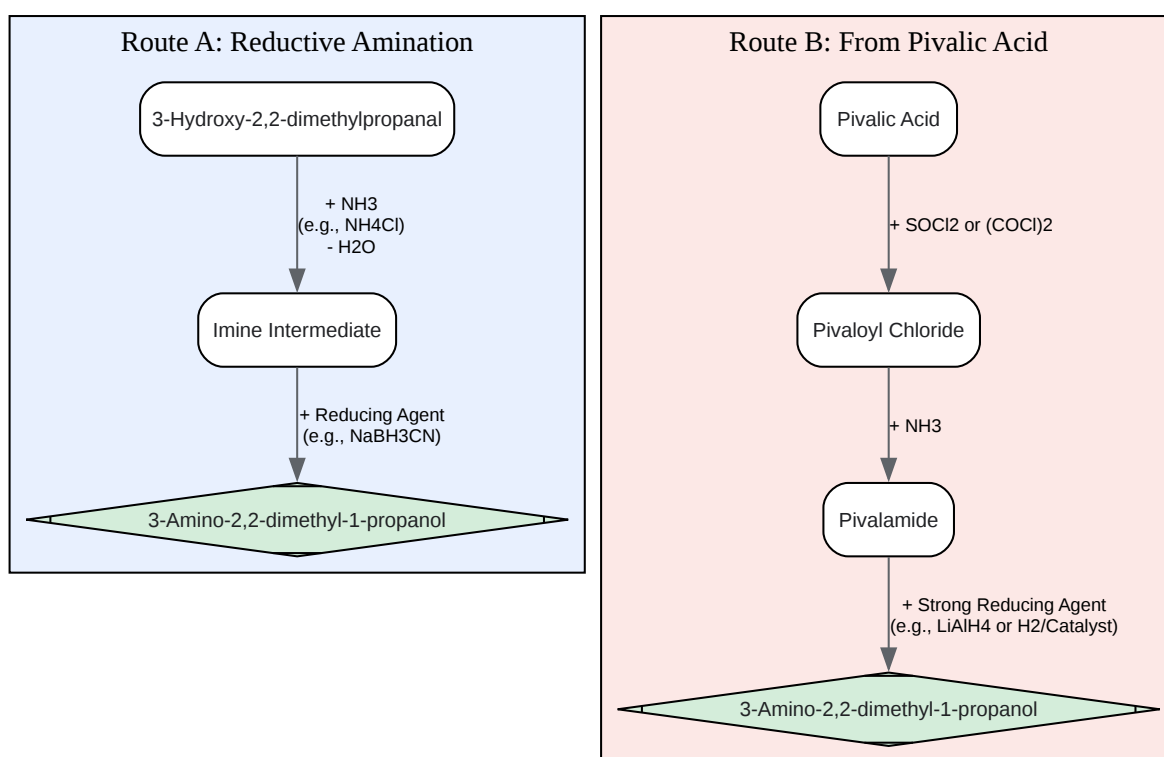 Route A: Reductive Amination
3-Hydroxy-2,2-dimethylpropanal
+ NH3
(e.g., NH4Cl)
- H2O
Imine Intermediate
+ Reducing Agent
(e.g., NaBH3CN)
3-Amino-2,2-dimethyl-1-propanol
Route B: From Pivalic Acid
Pivalic Acid
+ SOCl2 or (COCl)2
Pivaloyl Chloride
+ NH3
Pivalamide
+ Strong Reducing Agent
(e.g., LiAlH4 or H2/Catalyst)
3-Amino-2,2-dimethyl-1-propanol